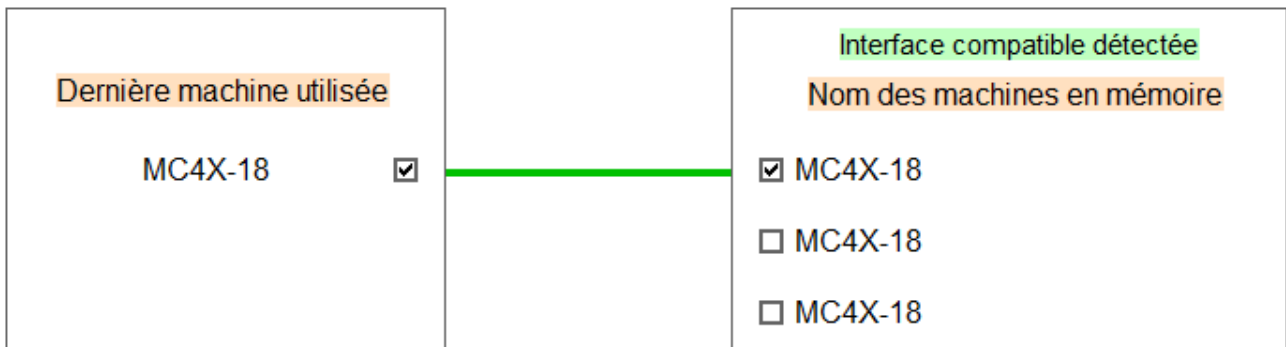 Dernière machine utilisée
MC4X-18
Interface compatible détectée
Nom des machines en mémoire
MC4X-18
MC4X-18
MC4X-18